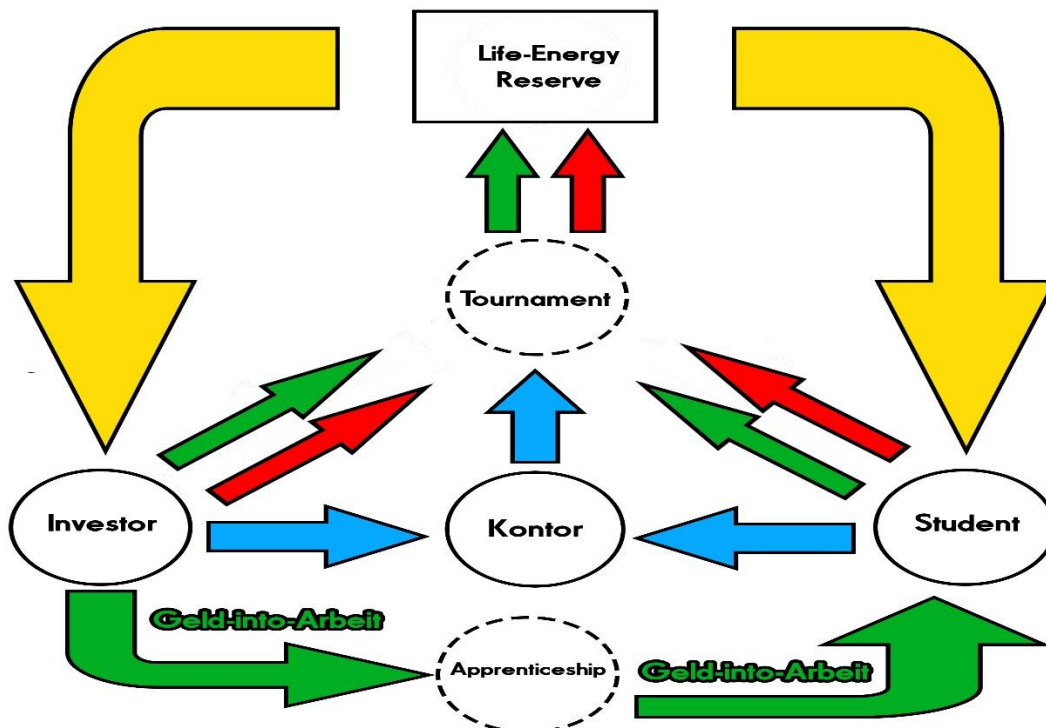 Life-Energy
Reserve
Tournament
Investor
Kontor
Student
Geld-into-Arbeit
Apprenticeship
Geld-into-Arbeit